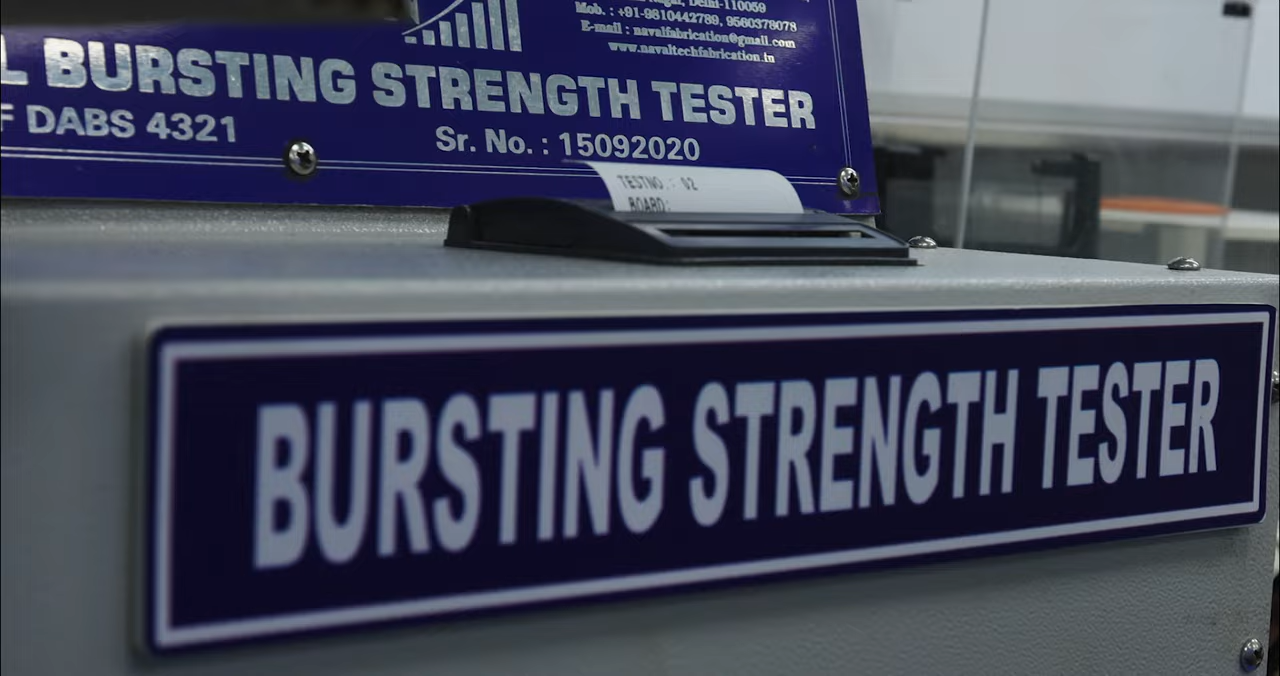 Nagar, Delhi-110059
Mob. : +91-9810442789, 9560378078
E-mail : navalfabrication@gmail.com
www.navaltechfabrication.in
L BURSTING STRENGTH TESTER
F DABS 4321
Sr. No. : 15092020
TESTNO.: 02
BOARD:
BURSTING STRENGTH TESTER